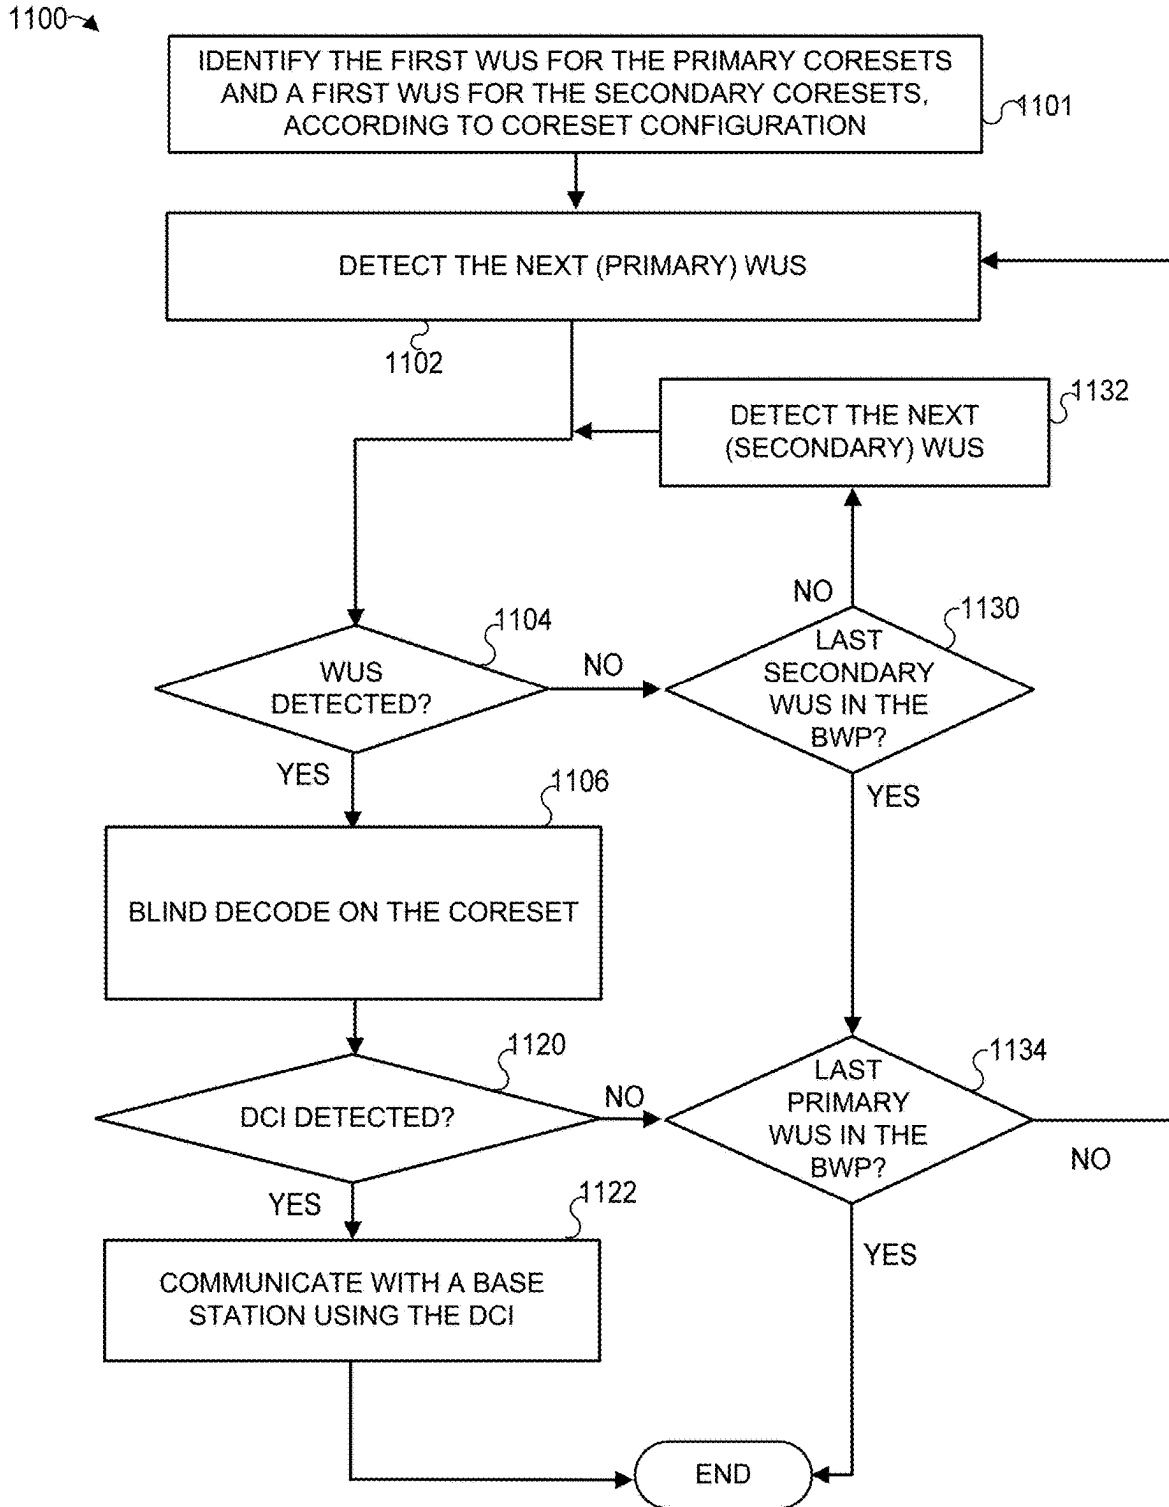 1100
IDENTIFY THE FIRST WUS FOR THE PRIMARY CORESETS
AND A FIRST WUS FOR THE SECONDARY CORESETS,
ACCORDING TO CORESET CONFIGURATION
1101
DETECT THE NEXT (PRIMARY) WUS
1102
DETECT THE NEXT
(SECONDARY) WUS
1132
WUS
DETECTED?
1104
NO
YES
LAST
SECONDARY
WUS IN THE
BWP?
1130
NO
YES
BLIND DECODE ON THE CORESET
1106
DCI DETECTED?
1120
NO
YES
LAST
PRIMARY
WUS IN THE
BWP?
1134
NO
YES
COMMUNICATE WITH A BASE
STATION USING THE DCI
1122
END